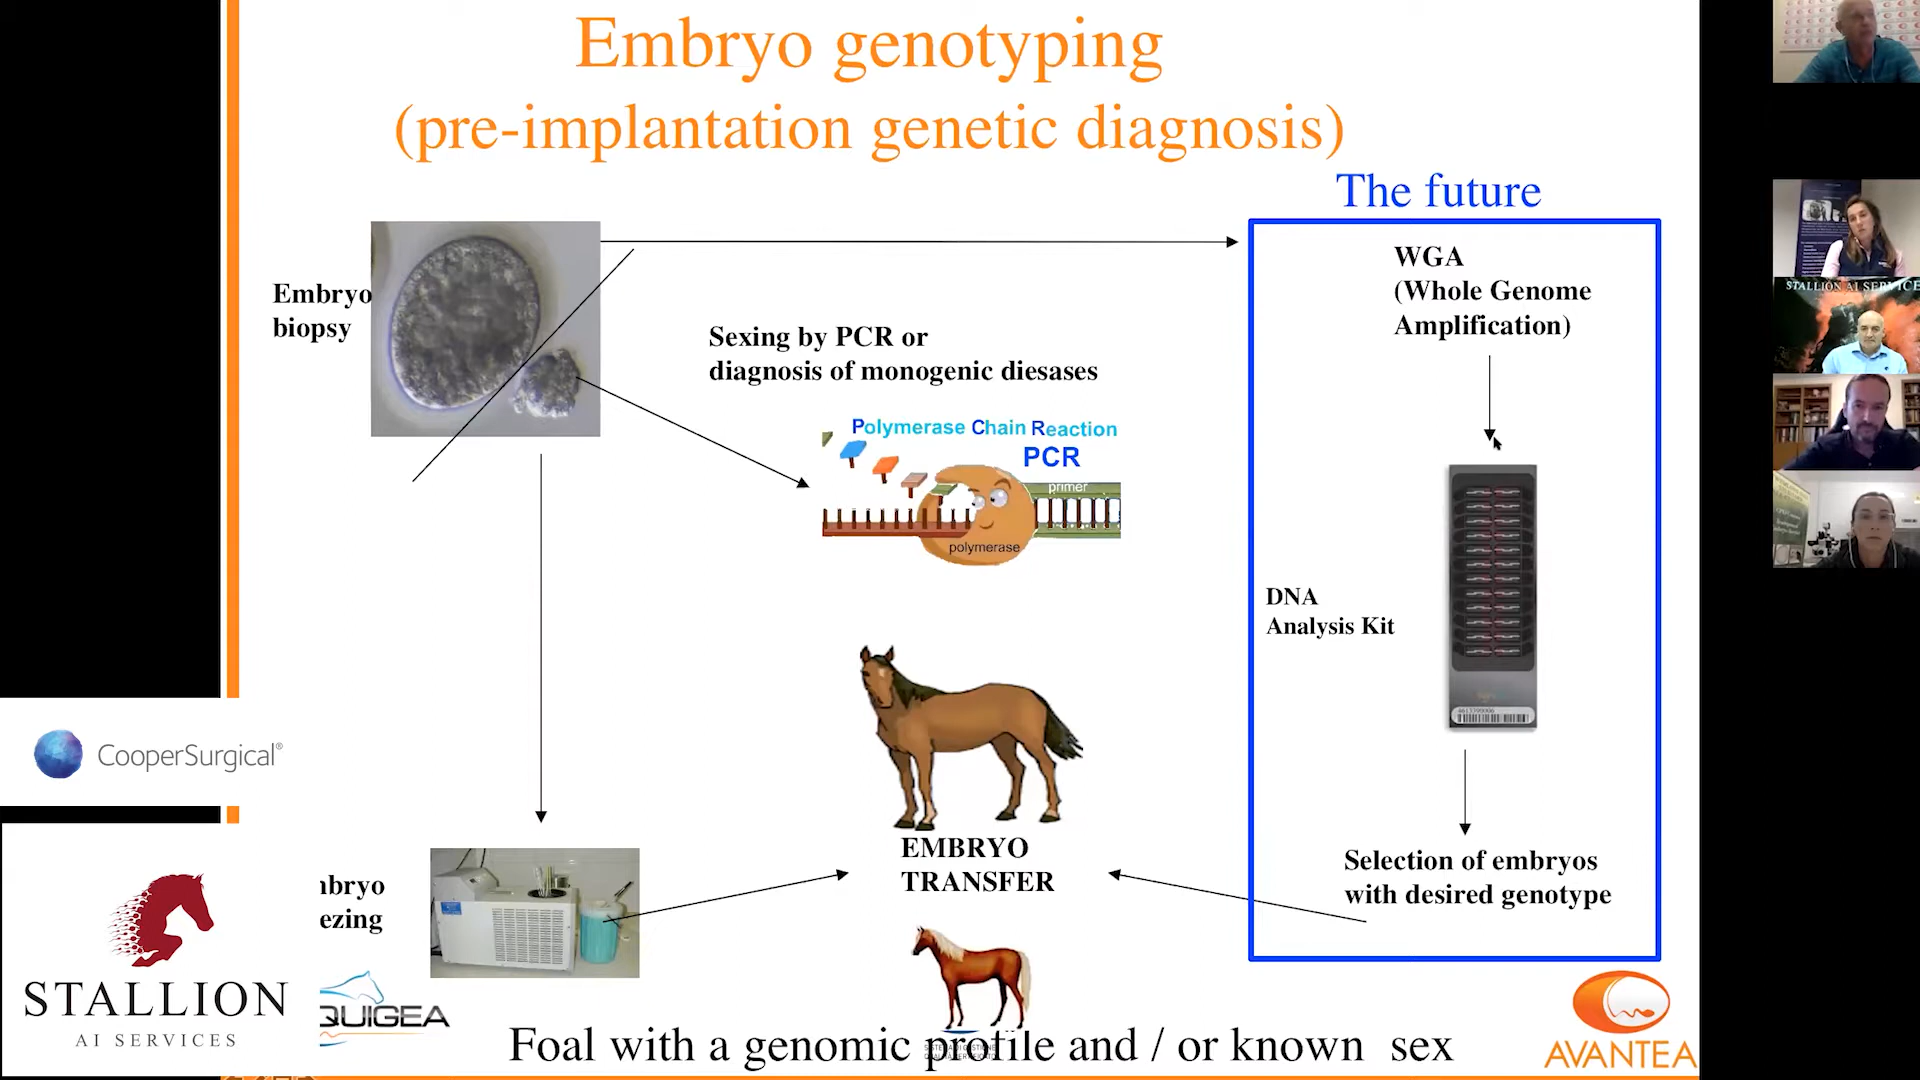 Embryo genotyping
(pre-implantation genetic diagnosis)
The future
Embryo
biopsy
Sexing by PCR or
diagnosis of monogenic diesases
Polymerase Chain Reaction
PCR
primer
polymerase
WGA
(Whole Genome
Amplification)
DNA
Analysis Kit
Selection of embryos
with desired genotype
EMBRYO
TRANSFER
nbryo
ezing
Foal with a genomic profile and / or known sex
CooperSurgical®
STALLION
AI SERVICES
QUIGEA
AVANTEA
STALLION AI SERVICE